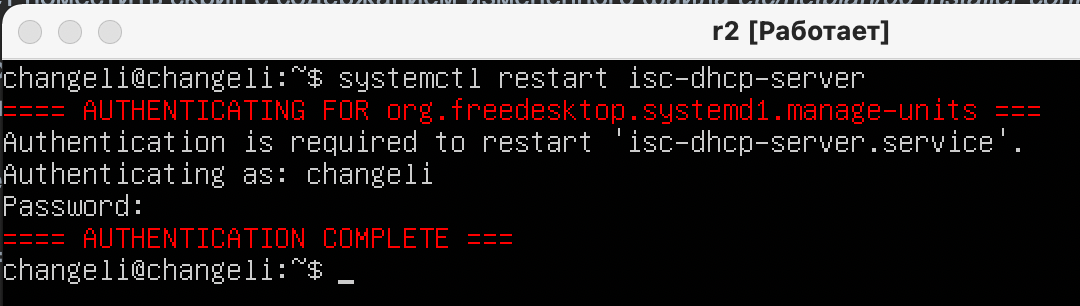 r2 [Работает]
changeli@changeli:~$ systemctl restart isc-dhcp-server
==== AUTHENTICATING FOR org.freedesktop.systemd1.manage-units ===
Authentication is required to restart 'isc-dhcp-server.service'.
Authenticating as: changeli
Password:
==== AUTHENTICATION COMPLETE ===
changeli@changeli:~$ _